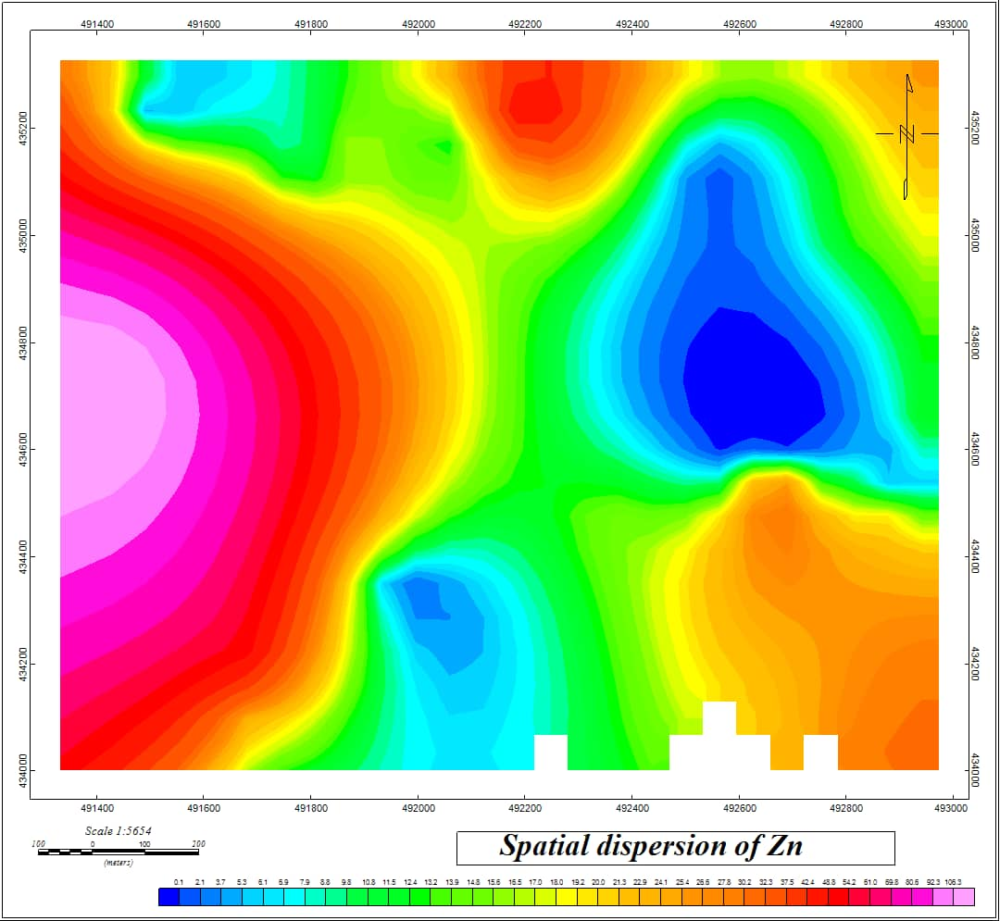 491400 491600 491800 492000 492200 492400 492600 492800 493000
435200 435200
N
435000 435000
434800 434800
434600 434600
434400 434400
434200 434200
434000 434000
491400 491600 491800 492000 492200 492400 492600 492800 493000
Scale 1:5654
100 0 100 200
(meters)
Spatial dispersion of Zn
0.1 2.1 3.7 5.3 6.1 6.9 7.9 8.8 9.8 10.8 11.5 12.4 13.2 13.9 14.8 15.6 16.5 17.0 18.0 19.2 20.0 21.3 22.9 24.1 25.4 26.6 27.8 30.2 32.3 37.5 42.4 48.8 54.2 61.0 69.8 80.6 92.3 106.3